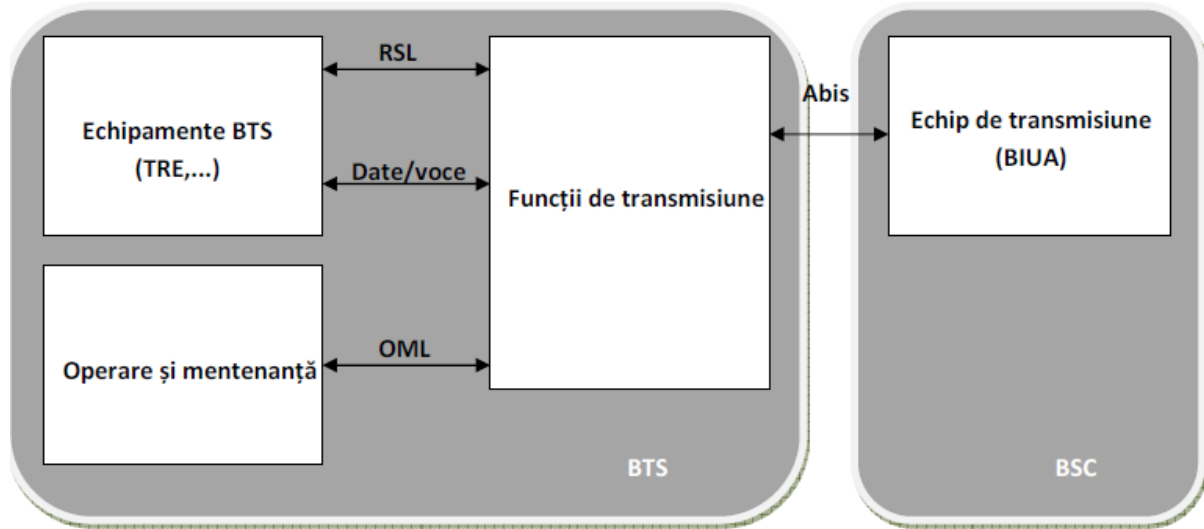 RSL
Echipamente BTS
(TRE,...)
Date/voce
Funcții de transmisiune
Abis
Echip de transmisiune
(BIUA)
Operare și mentenanță
OML
BTS
BSC